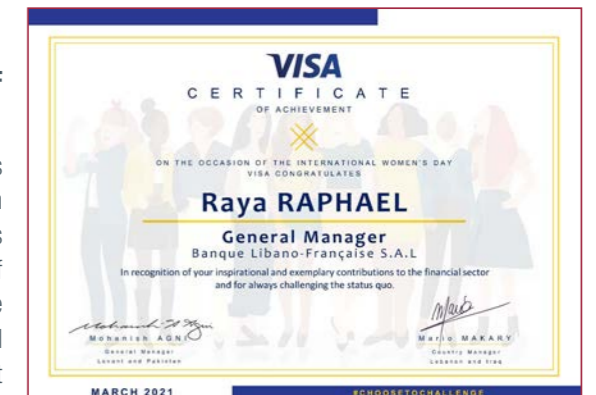 VISA
CERTIFICATE
OF ACHIEVEMENT
ON THE OCCASION OF THE INTERNATIONAL WOMEN'S DAY
VISA CONGRATULATES
Raya RAPHAEL
General Manager
Banque Libano-Française S.A.L
In recognition of your inspirational and exemplary contributions to the financial sector
and for always challenging the status quo.
Mohanish AGNI
General Manager
Levant and Pakistan
Mario MAKARY
Country Manager
Lebanon and Iraq
MARCH 2021
#CHOOSETOCHALLENGE